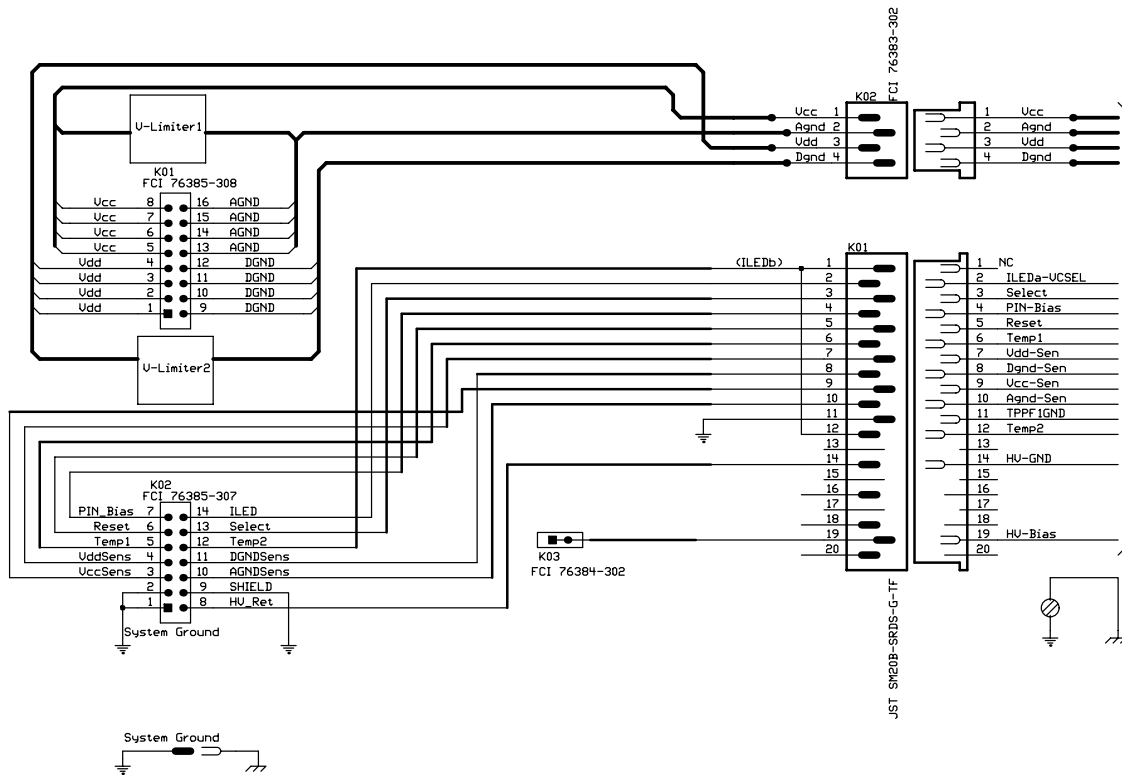 FCI 76383-302
K02
Vcc 1
Agnd 2
Vdd 3
Dgnd 4
1 Vcc
2 Agnd
3 Vdd
4 Dgnd
V-Limiter1
K01
FCI 76385-308
Vcc 8 16 AGND
Vcc 7 15 AGND
Vcc 6 14 AGND
Vcc 5 13 AGND
Vdd 4 12 DGND
Vdd 3 11 DGND
Vdd 2 10 DGND
Vdd 1 9 DGND
V-Limiter2
K01
(ILEDb) 1
2
3
4
5
6
7
8
9
10
11
12
13
14
15
16
17
18
19
20
1 NC
2 ILEDa-VCSEL
3 Select
4 PIN-Bias
5 Reset
6 Temp1
7 Vdd-Sen
8 Dgnd-Sen
9 Vcc-Sen
10 Agnd-Sen
11 TPPF1GND
12 Temp2
13
14 HV-GND
15
16
17
18
19 HV-Bias
20
JST SM20B-SRDS-G-TF
K02
FCI 76385-307
PIN_Bias 7 14 ILED
Reset 6 13 Select
Temp1 5 12 Temp2
VddSens 4 11 DGNDSens
VccSens 3 10 AGNDSens
2 9 SHIELD
1 8 HV_Ret
System Ground
K03
FCI 76384-302
System Ground